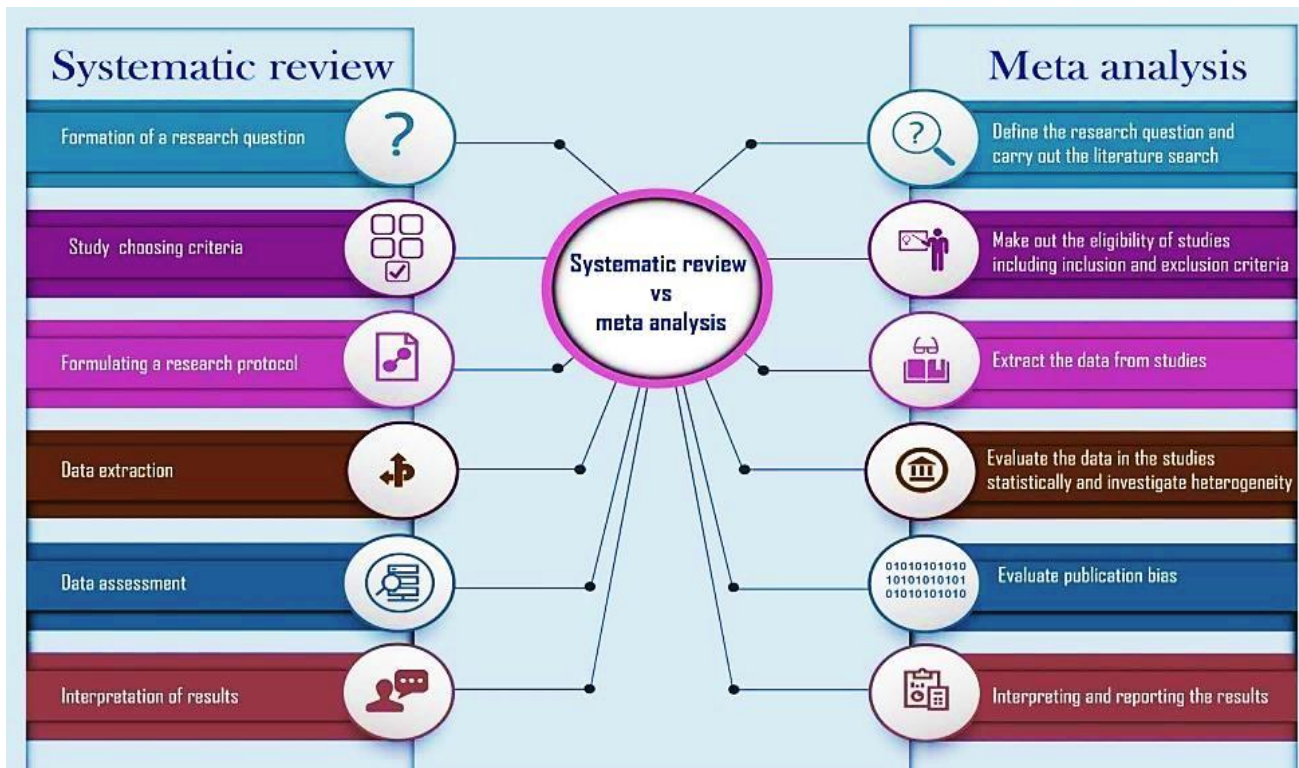 Systematic review
Formation of a research question
Study choosing criteria
Formulating a research protocol
Data extraction
Data assessment
Interpretation of results
Systematic review
vs
meta analysis
Meta analysis
Define the research question and
carry out the literature search
Make out the eligibility of studies
including inclusion and exclusion criteria
Extract the data from studies
Evaluate the data in the studies
statistically and investigate heterogeneity
01010101010
10101010101
01010101010
Evaluate publication bias
Interpreting and reporting the results